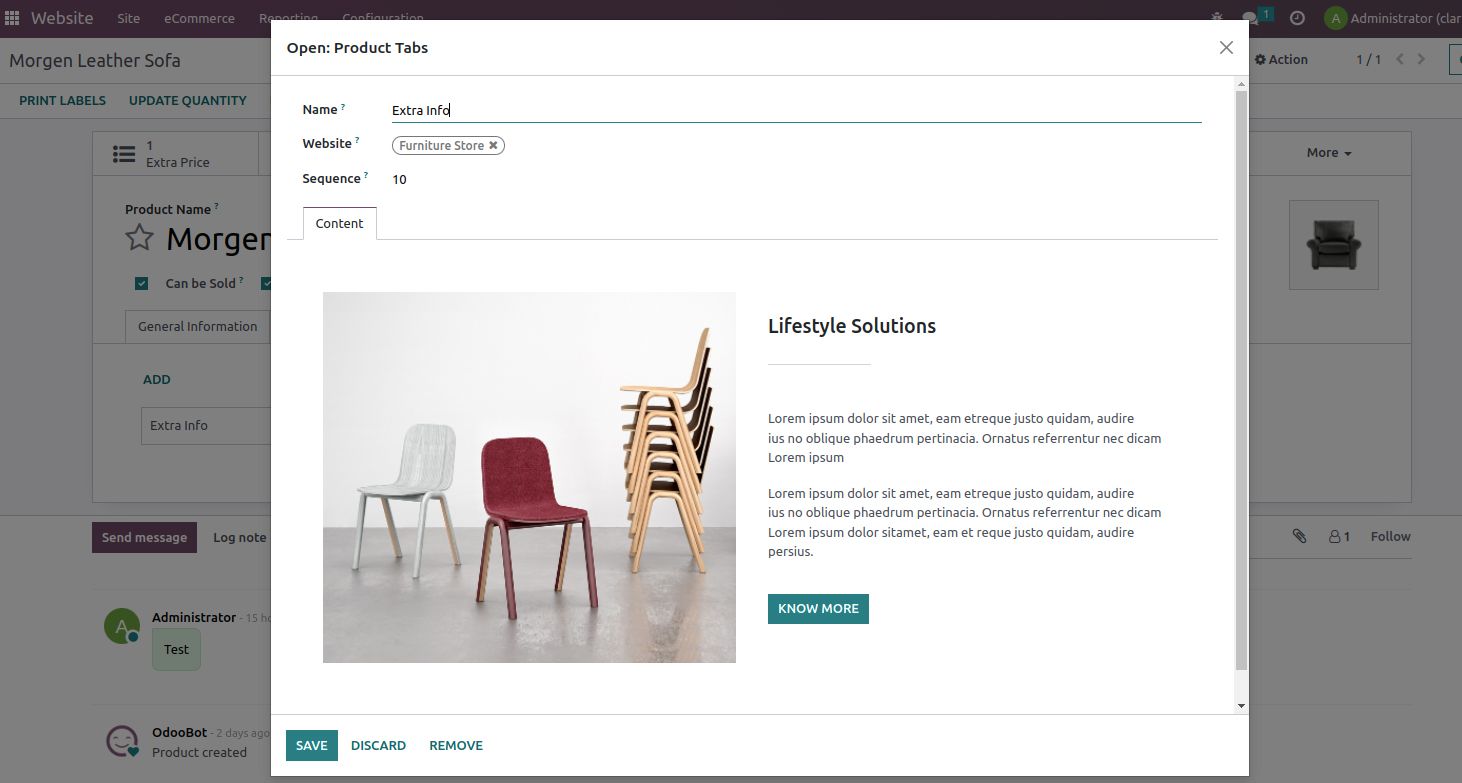 Website Site eCommerce Reporting Configuration
1 A Administrator (clar
Morgen Leather Sofa
Action 1 / 1
PRINT LABELS UPDATE QUANTITY
Open: Product Tabs
Name ? Extra Info
Website ? Furniture Store ✖
Sequence ? 10
Content
Lifestyle Solutions
Lorem ipsum dolor sit amet, eam etreque justo quidam, audire
ius no oblique phaedrum pertinacia. Ornatus referrentur nec dicam
Lorem ipsum
Lorem ipsum dolor sit amet, eam etreque justo quidam, audire
ius no oblique phaedrum pertinacia. Ornatus referrentur nec dicam
Lorem ipsum dolor sitamet, eam et reque justo quidam, audire
persius.
KNOW MORE
SAVE DISCARD REMOVE
1
Extra Price
More
Product Name ?
Morgen
Can be Sold ?
General Information
ADD
Extra Info
Send message Log note
1 Follow
A
Administrator - 15 ho
Test
OdooBot - 2 days ago
Product created